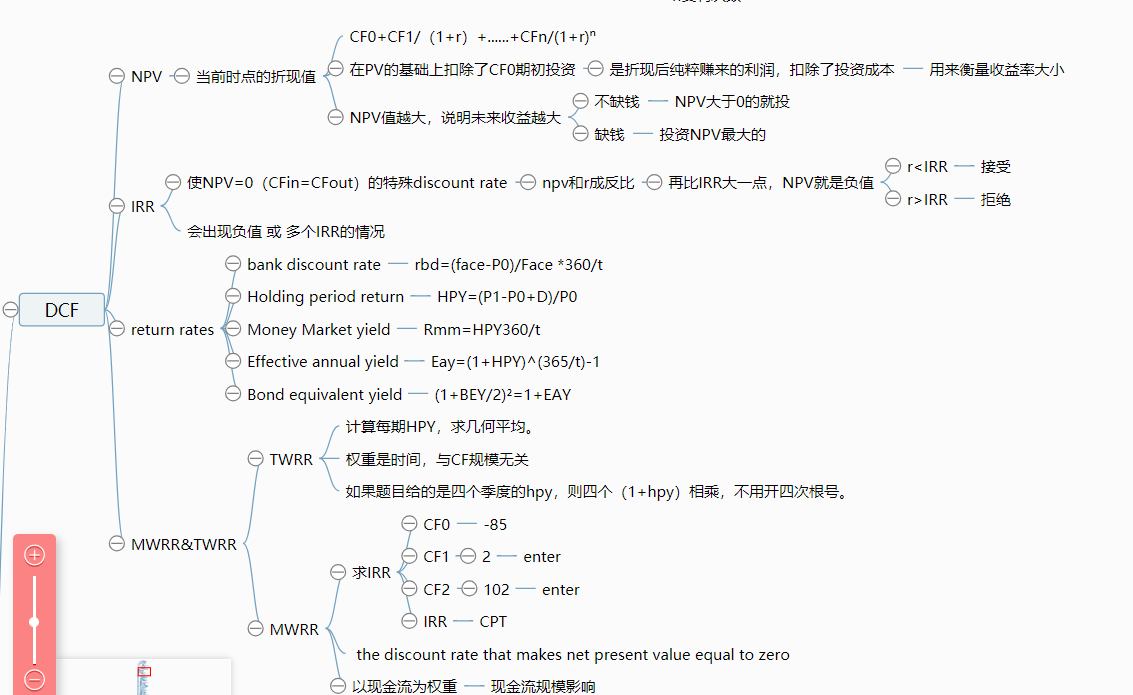 CF0+CF1/（1+r）+......+CFn/(1+r)ⁿ
NPV 当前时点的折现值 在PV的基础上扣除了CF0期初投资 是折现后纯粹赚来的利润，扣除了投资成本 用来衡量收益率大小
NPV值越大，说明未来收益越大 不缺钱 NPV大于0的就投
缺钱 投资NPV最大的
IRR 使NPV=0（CFin=CFout）的特殊discount rate npv和r成反比 再比IRR大一点，NPV就是负值 r<IRR 接受
r>IRR 拒绝
会出现负值 或 多个IRR的情况
DCF
return rates
bank discount rate rbd=(face-P0)/Face *360/t
Holding period return HPY=(P1-P0+D)/P0
Money Market yield Rmm=HPY360/t
Effective annual yield Eay=(1+HPY)^(365/t)-1
Bond equivalent yield (1+BEY/2)²=1+EAY
MWRR&TWRR
TWRR
计算每期HPY，求几何平均。
权重是时间，与CF规模无关
如果题目给的是四个季度的hpy，则四个（1+hpy）相乘，不用开四次根号。
MWRR
求IRR
CF0 -85
CF1 2 enter
CF2 102 enter
IRR CPT
the discount rate that makes net present value equal to zero
以现金流为权重 现金流规模影响